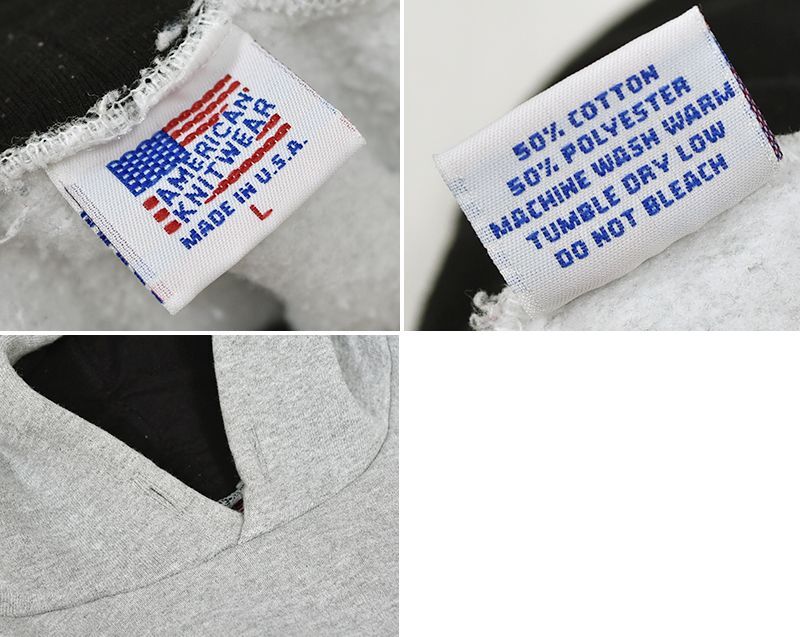 AMERICAN
KNITWEAR
MADE IN U.S.A.
L
50% COTTON
50% POLYESTER
MACHINE WASH WARM
TUMBLE DRY LOW
DO NOT BLEACH